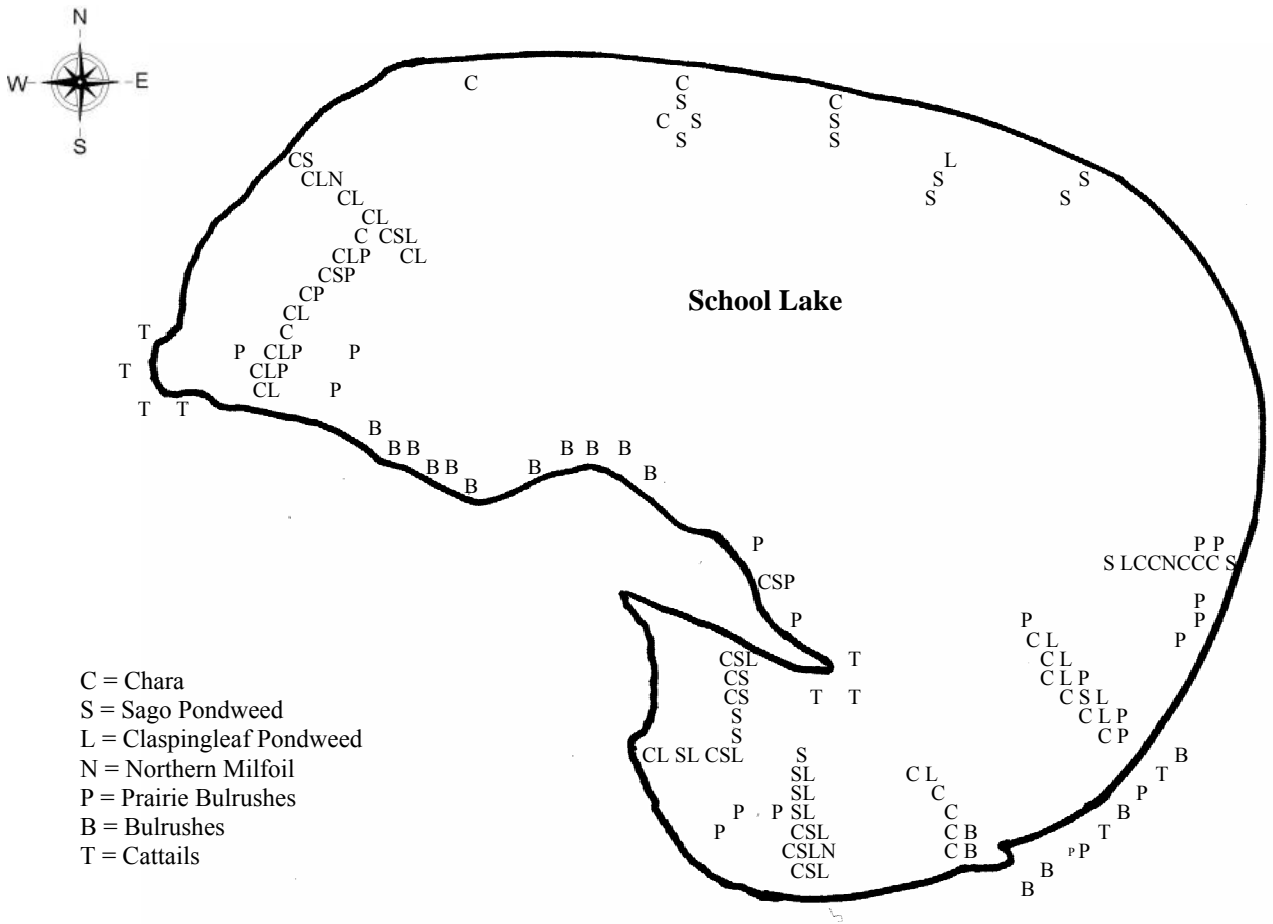 N
W E
S
C C C
S
C S S
S S
CS L
CLN S S
CL S S
CL
C CSL
CLP CL
CSP
CP
School Lake
CL
C
T
P CLP P
T CLP
CL P
T T
B
B B B B B
B B B B
B
P P P
S L C C N C C C S
CSP
P
P P P
C L P
CSL T C L
CS C L P
CS T T C S L
S C L P
S C P
CL SL CSL S B
SL C L T
SL C P
P P SL C B
P CSL C B T
CSLN C B P P
CSL B
B
C = Chara
S = Sago Pondweed
L = Claspingleaf Pondweed
N = Northern Milfoil
P = Prairie Bulrushes
B = Bulrushes
T = Cattails